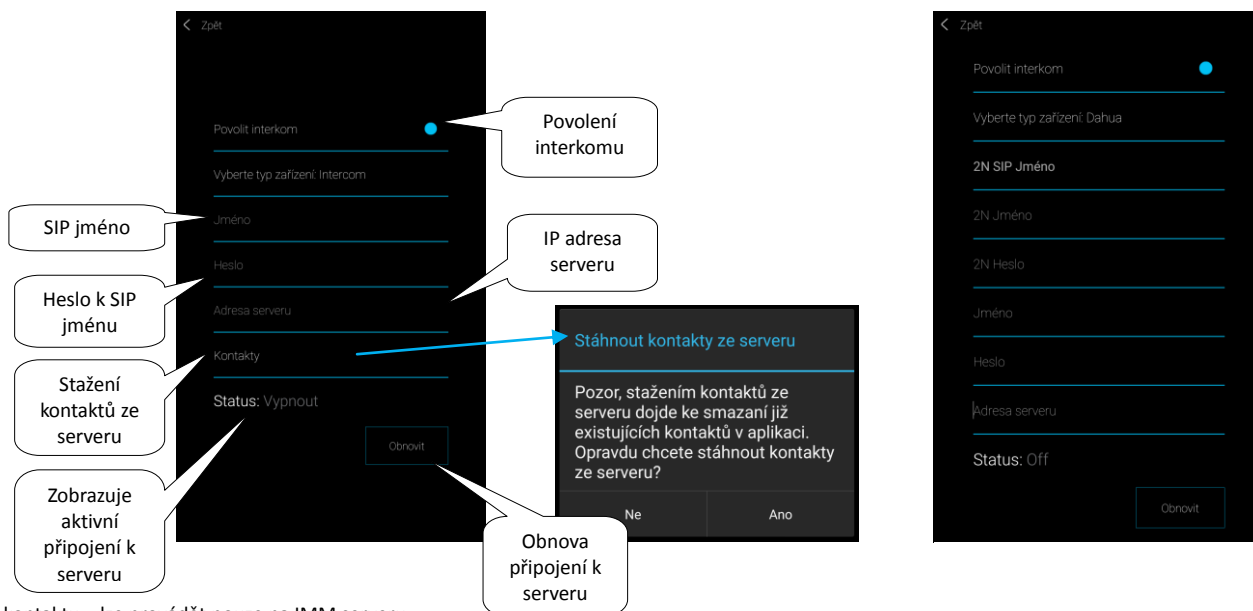 Zpět
Povolit interkom
Vyberte typ zařízení: Intercom
Jméno
Heslo
Adresa serveru
Kontakty
Status: Vypnout
Obnovit
Povolení
interkomu
SIP jméno
IP adresa
serveru
Heslo k SIP
jménu
Stažení
kontaktů ze
serveru
Zobrazuje
aktivní
připojení k
serveru
Obnova
připojení k
serveru
Stáhnout kontakty ze serveru
Pozor, stažením kontaktů ze
serveru dojde ke smazaní již
existujících kontaktů v aplikaci.
Opravdu chcete stáhnout kontakty
ze serveru?
Ne
Ano
Zpět
Povolit interkom
Vyberte typ zařízení: Dahua
2N SIP Jméno
2N Jméno
2N Heslo
Jméno
Heslo
Adresa serveru
Status: Off
Obnovit